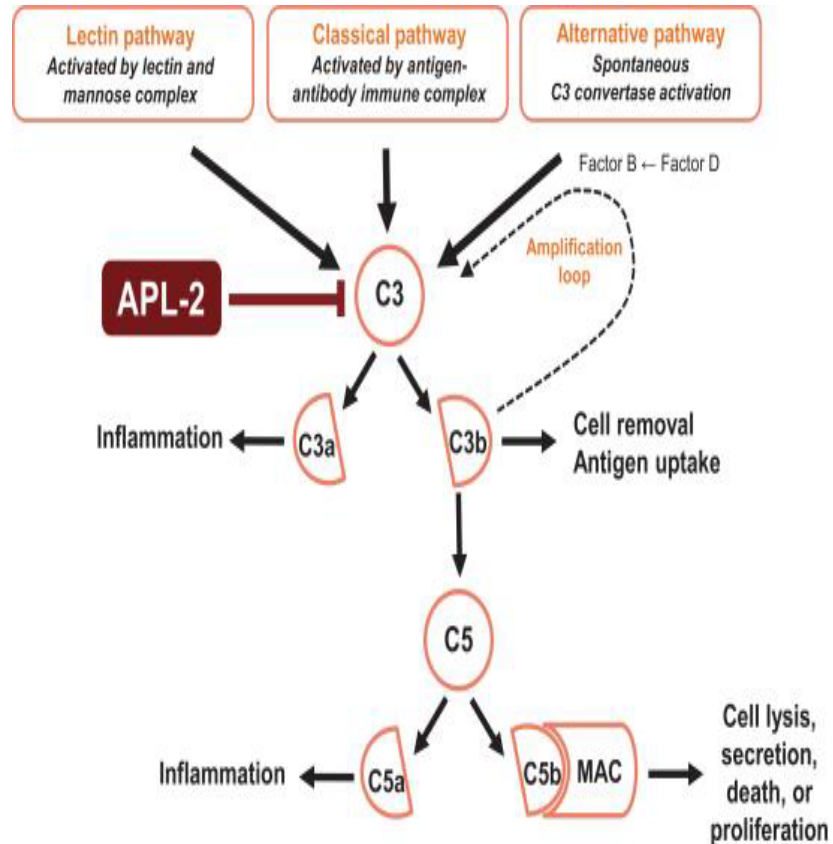 Lectin pathway
Activated by lectin and
mannose complex
Classical pathway
Activated by antigen-
antibody immune complex
Alternative pathway
Spontaneous
C3 convertase activation
Factor B ← Factor D
Amplification
loop
APL-2
C3
Inflammation
C3a
C3b
Cell removal
Antigen uptake
C5
Inflammation
C5a
C5b
MAC
Cell lysis,
secretion,
death, or
proliferation